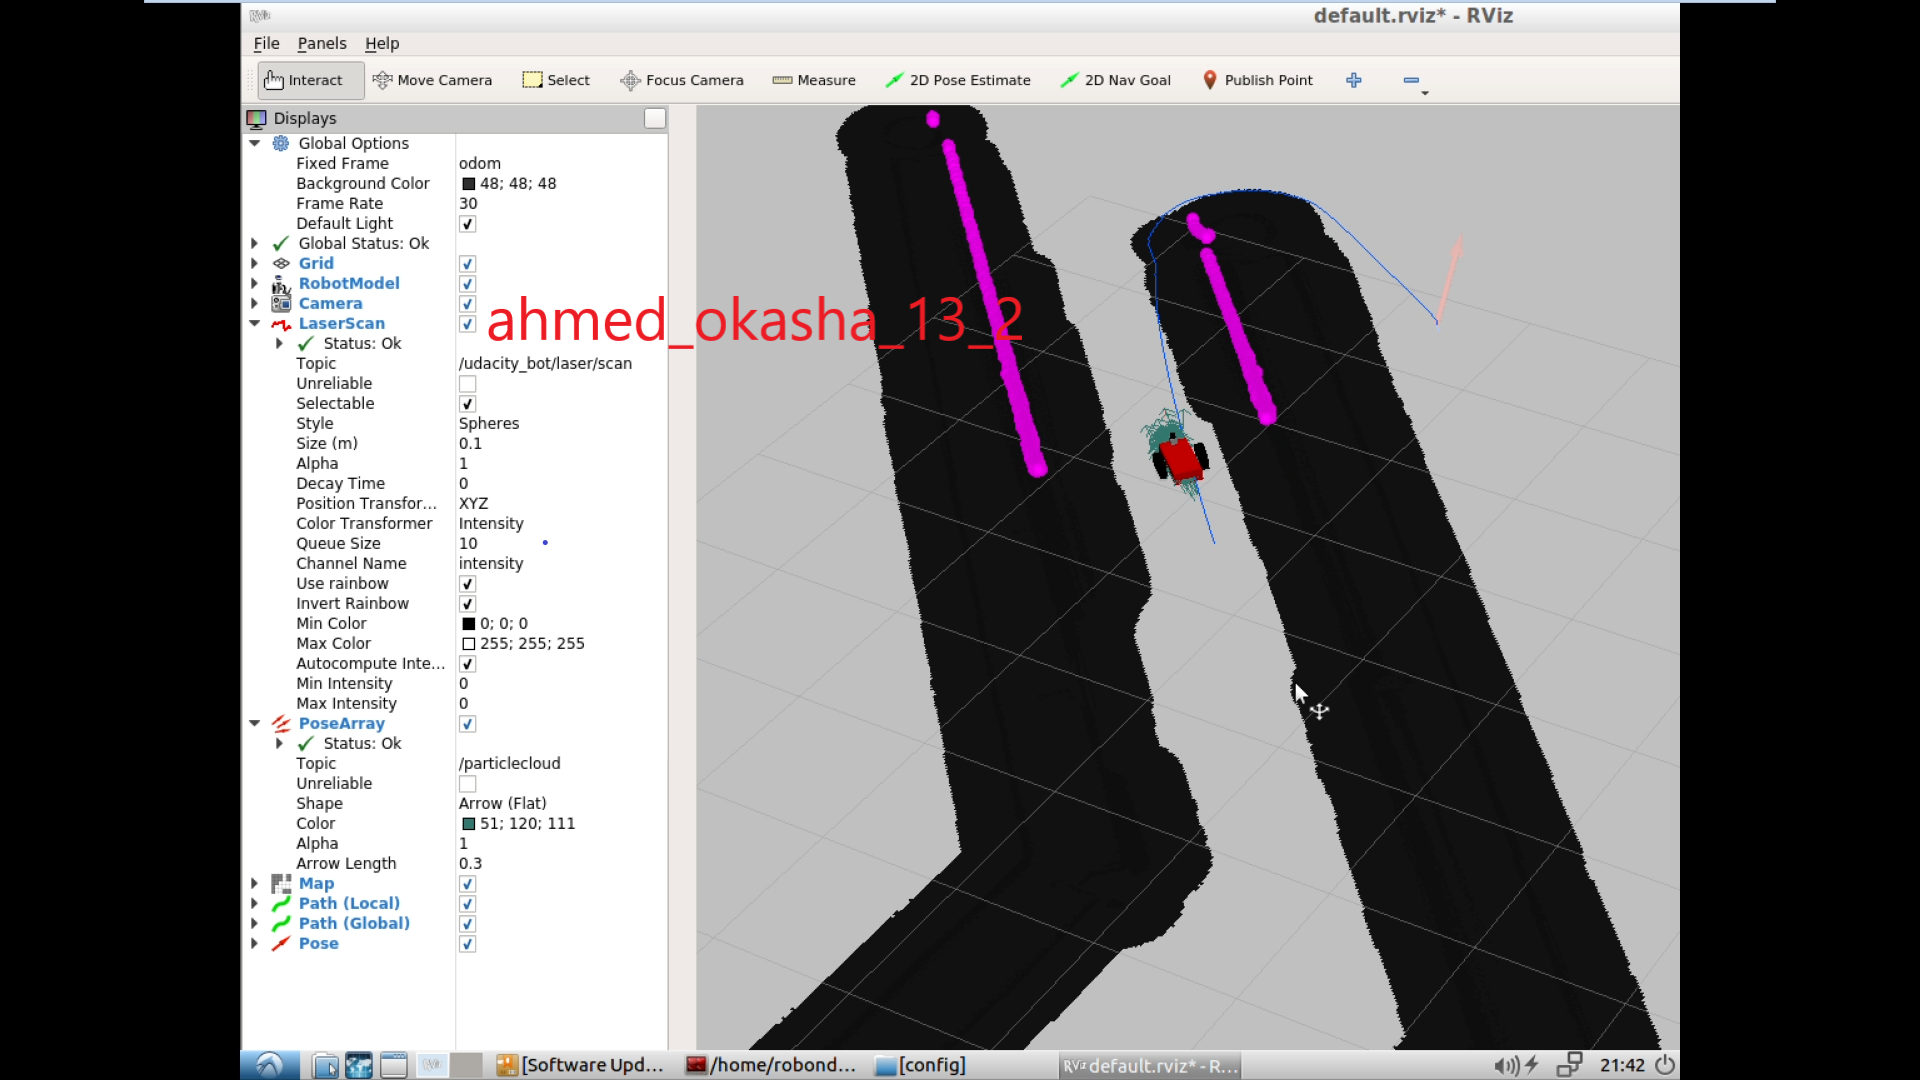 RViz
default.rviz* - RViz
File Panels Help
Interact Move Camera Select Focus Camera Measure 2D Pose Estimate 2D Nav Goal Publish Point
Displays
Global Options
Fixed Frame odom
Background Color 48; 48; 48
Frame Rate 30
Default Light
Global Status: Ok
Grid
RobotModel
Camera
ahmed_okasha_13_2
LaserScan
Status: Ok
Topic /udacity_bot/laser/scan
Unreliable
Selectable
Style Spheres
Size (m) 0.1
Alpha 1
Decay Time 0
Position Transfor... XYZ
Color Transformer Intensity
Queue Size 10
Channel Name intensity
Use rainbow
Invert Rainbow
Min Color 0; 0; 0
Max Color 255; 255; 255
Autocompute Inte...
Min Intensity 0
Max Intensity 0
PoseArray
Status: Ok
Topic /particlecloud
Unreliable
Shape Arrow (Flat)
Color 51; 120; 111
Alpha 1
Arrow Length 0.3
Map
Path (Local)
Path (Global)
Pose
[Software Upd... /home/robond... [config] RViz default.rviz* - R... 21:42